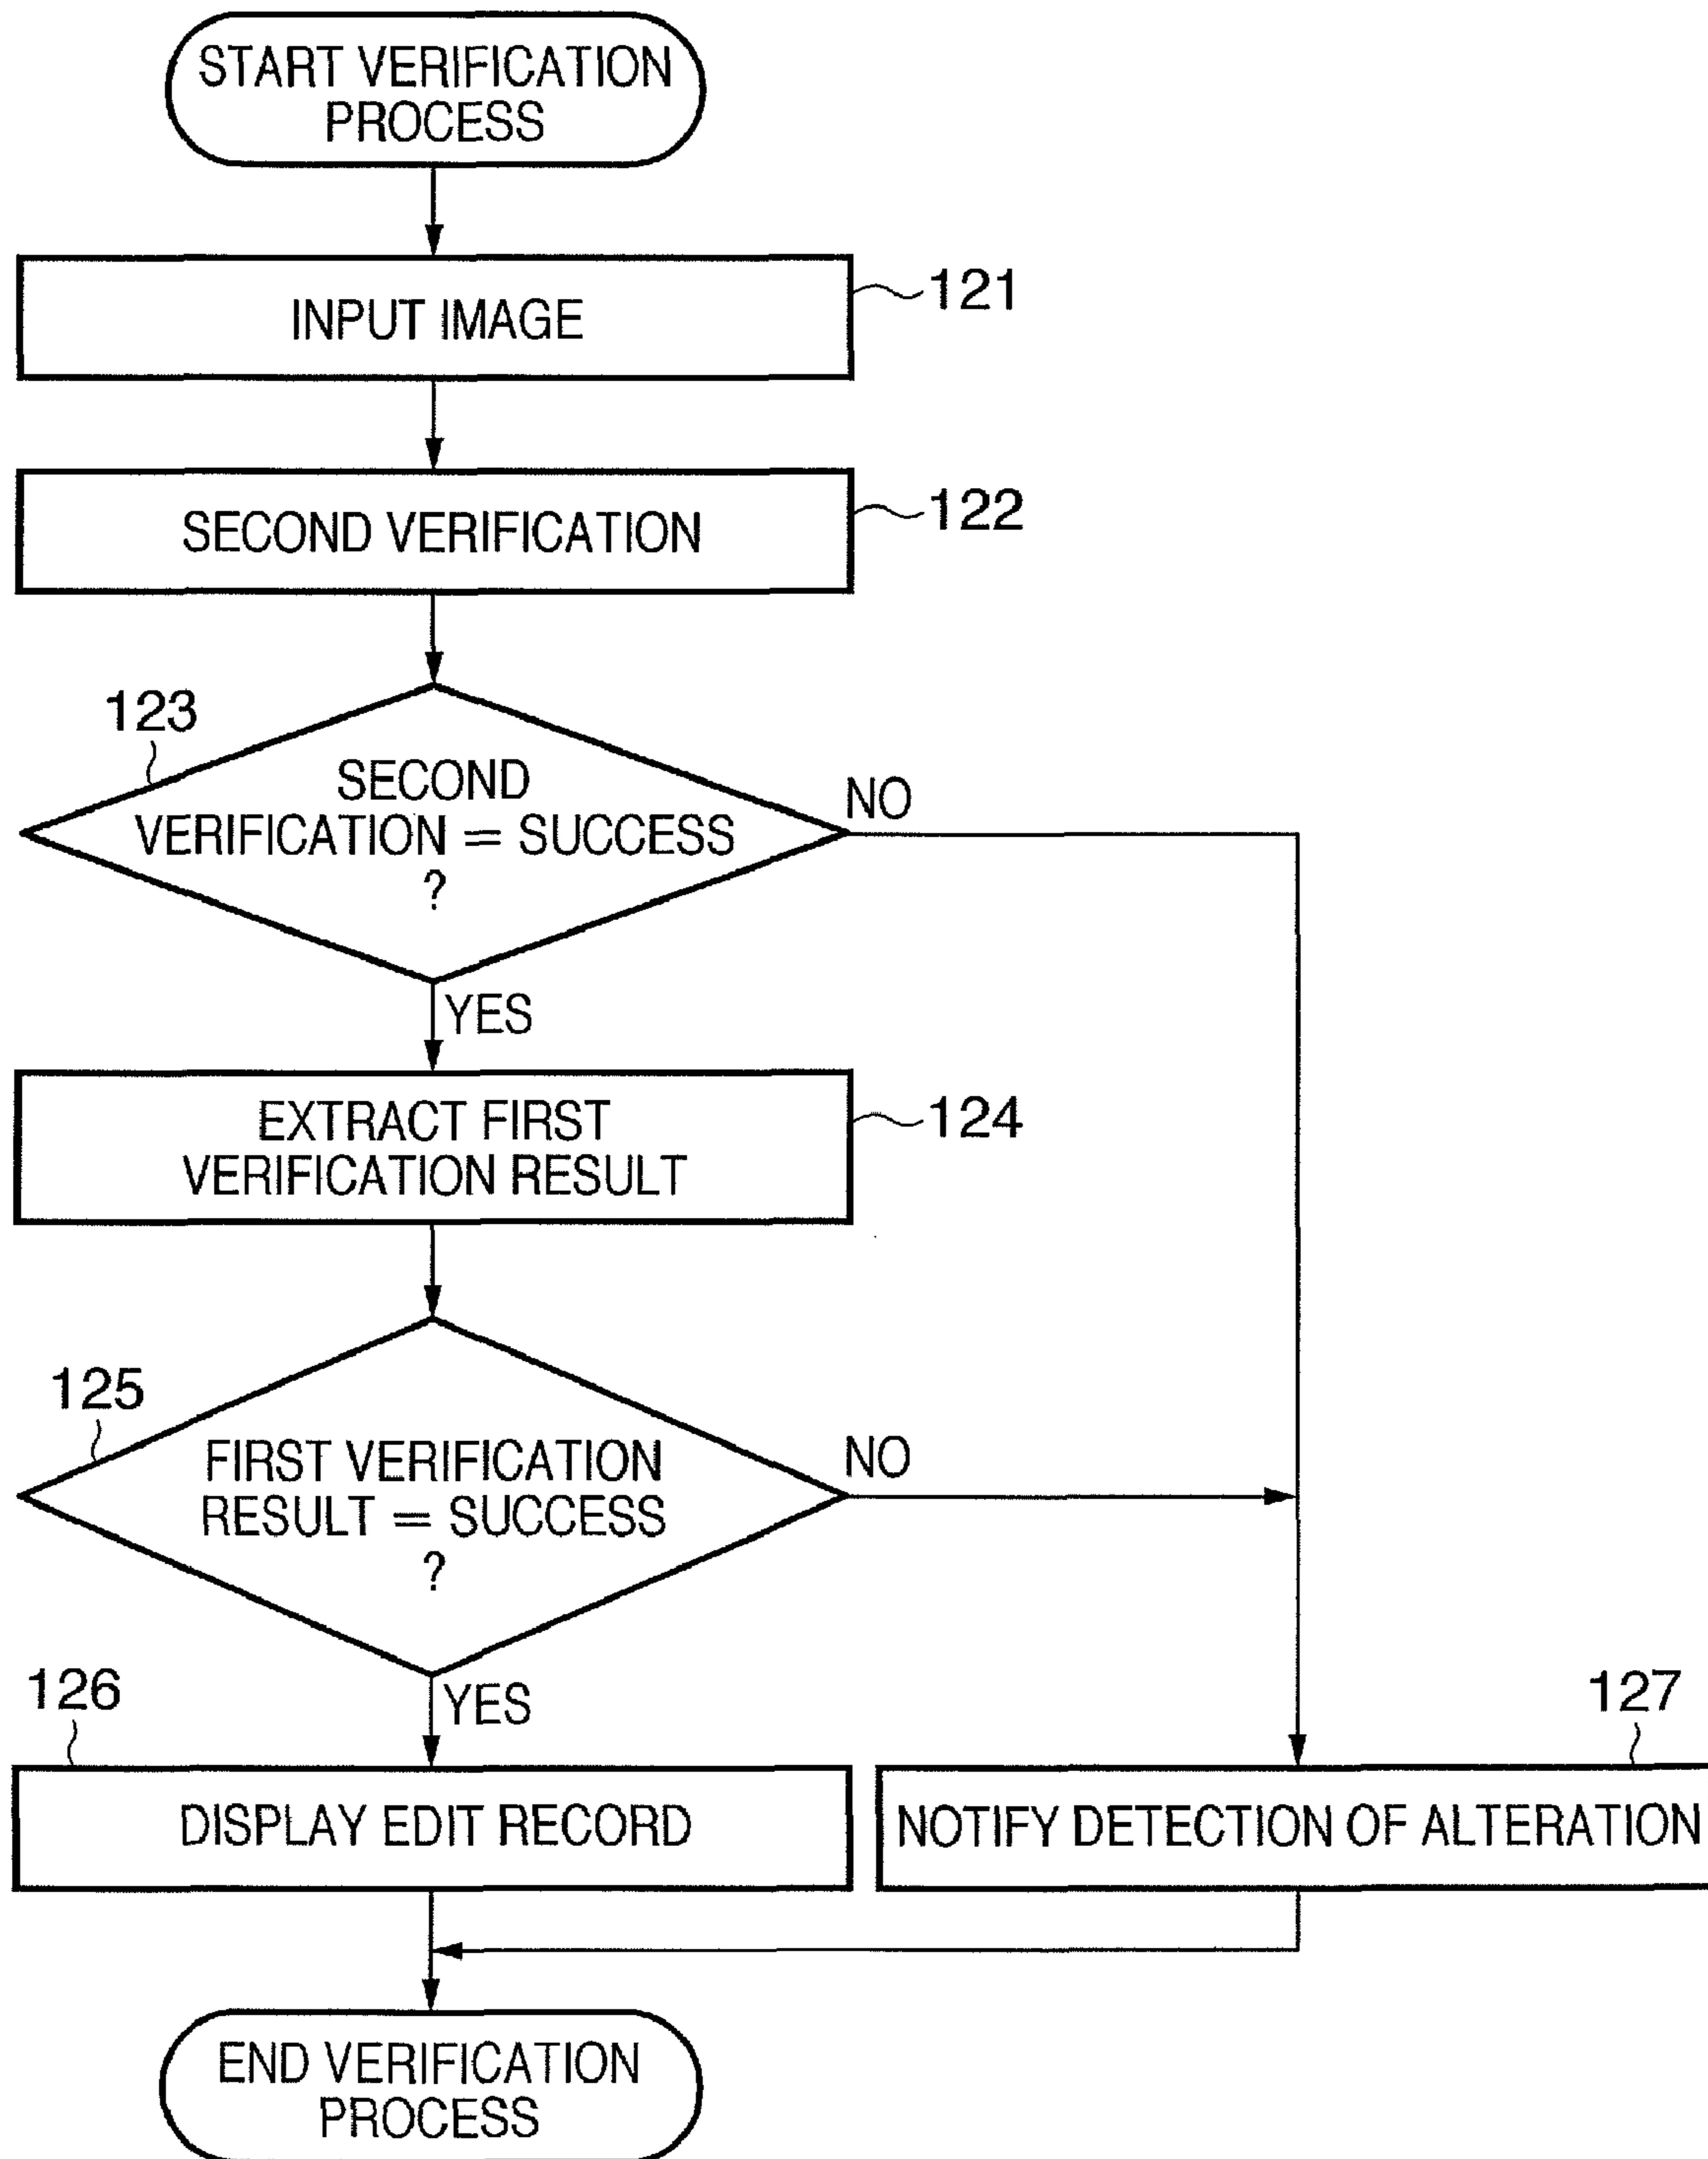 START VERIFICATION
PROCESS
INPUT IMAGE
121
SECOND VERIFICATION
122
123
SECOND
VERIFICATION = SUCCESS
?
NO
YES
EXTRACT FIRST
VERIFICATION RESULT
124
125
FIRST VERIFICATION
RESULT = SUCCESS
?
NO
YES
126
127
DISPLAY EDIT RECORD
NOTIFY DETECTION OF ALTERATION
END VERIFICATION
PROCESS